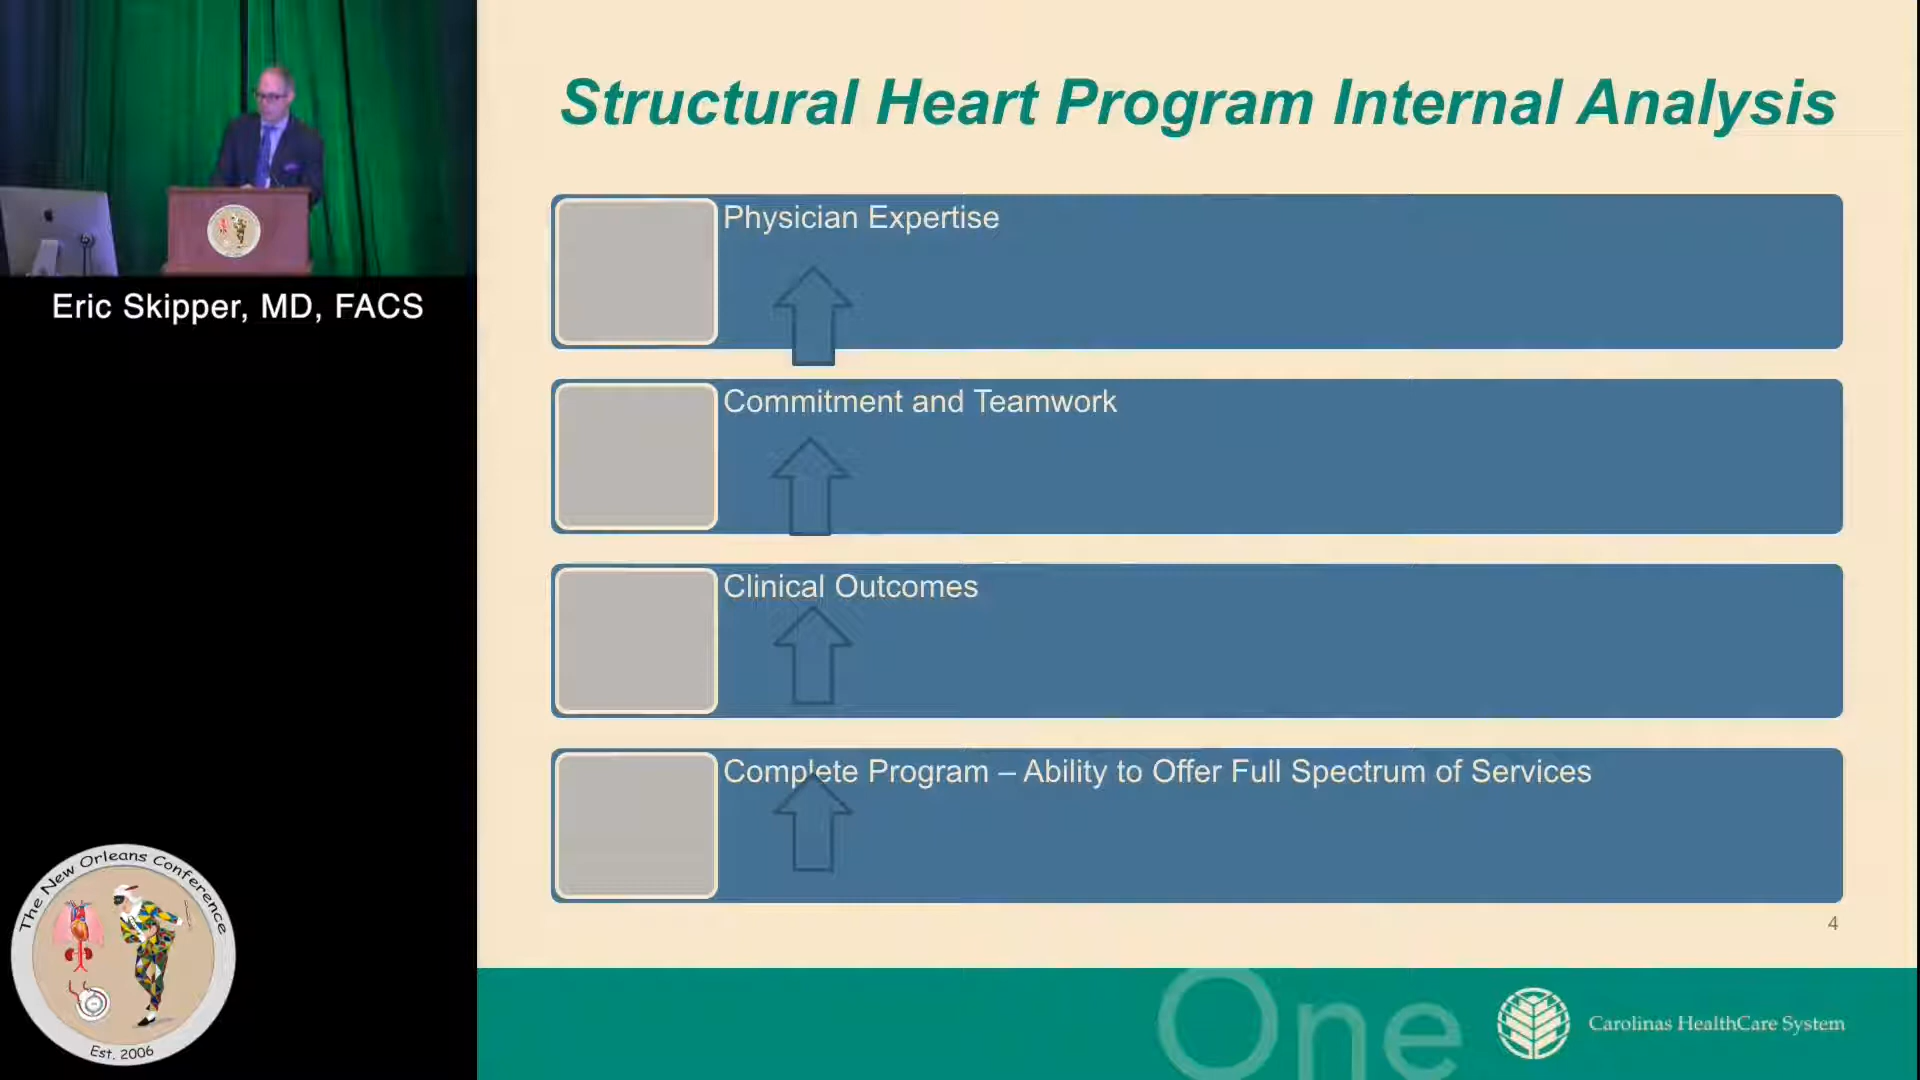 Structural Heart Program Internal Analysis
Physician Expertise
Commitment and Teamwork
Clinical Outcomes
Complete Program – Ability to Offer Full Spectrum of Services
4
One
Carolinas HealthCare System
Eric Skipper, MD, FACS
The New Orleans Conference
Est. 2006